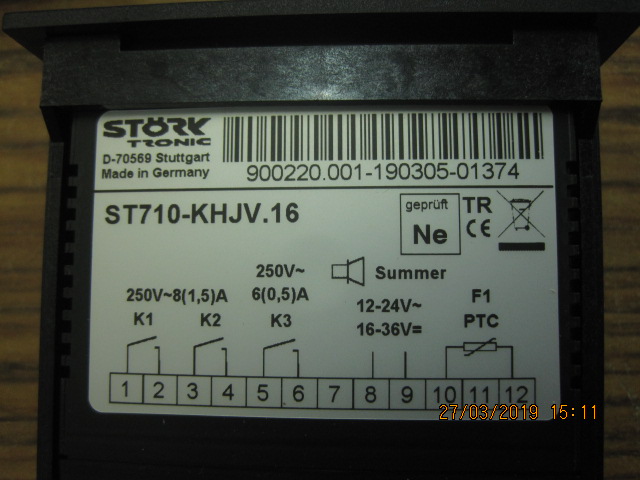 STÖRK
TRONIC
D-70569 Stuttgart
Made in Germany
900220.001-190305-01374
ST710-KHJV.16
geprüft
Ne
TR
CE
250V~
Summer
250V~8(1,5)A
6(0,5)A
12-24V~
F1
K1 K2 K3
16-36V=
PTC
1 2 3 4 5 6 7 8 9 10 11 12
27/03/2019 15:11